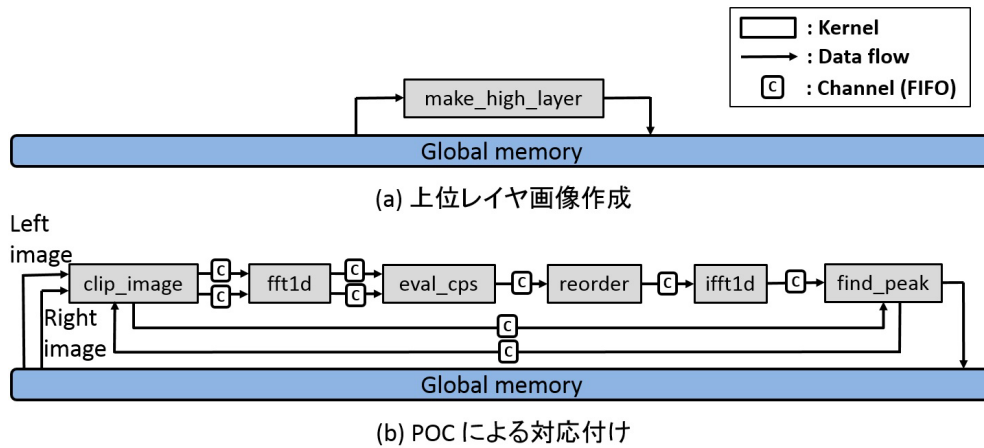 : Kernel
: Data flow
C : Channel (FIFO)
make_high_layer
Global memory
(a) 上位レイヤ画像作成
Left
image
clip_image
C
C
fft1d
C
C
eval_cps
C
reorder
C
ifft1d
C
find_peak
Right
image
C
C
Global memory
(b) POC による対応付け